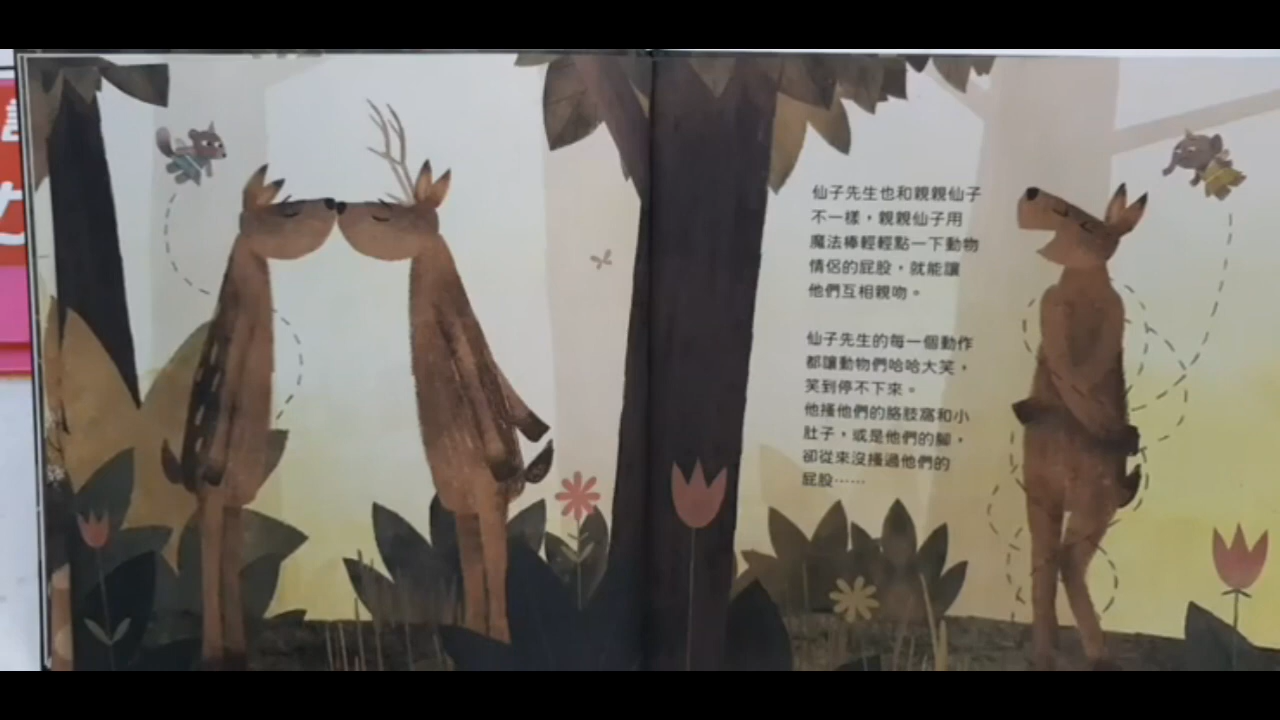 仙子先生也和親親仙子
不一樣，親親仙子用
魔法棒輕輕點一下動物
情侶的屁股，就能讓
他們互相親吻。
仙子先生的每一個動作
都讓動物們哈哈大笑，
笑到停不下來。
他搔他們的胳肢窩和小
肚子，或是他們的腳，
卻從來沒搔過他們的
屁股……